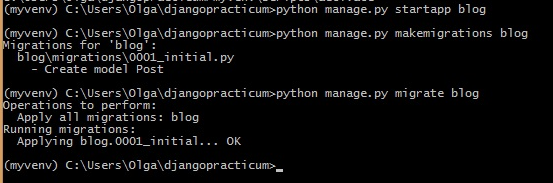 (myvenv) C:\Users\Olga\djangopracticum>python manage.py startapp blog
(myvenv) C:\Users\Olga\djangopracticum>python manage.py makemigrations blog
Migrations for 'blog':
  blog\migrations\0001_initial.py
    - Create model Post
(myvenv) C:\Users\Olga\djangopracticum>python manage.py migrate blog
Operations to perform:
  Apply all migrations: blog
Running migrations:
  Applying blog.0001_initial... OK
(myvenv) C:\Users\Olga\djangopracticum>_